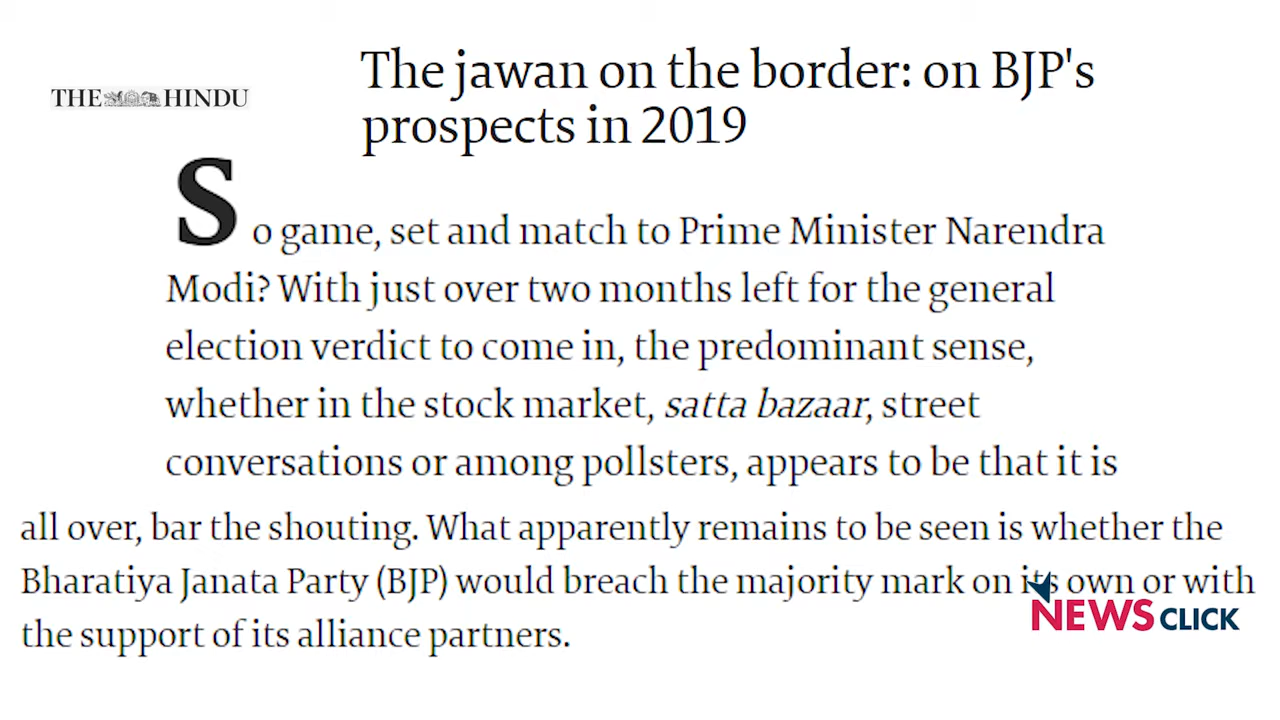 THE HINDU
The jawan on the border: on BJP's
prospects in 2019
So game, set and match to Prime Minister Narendra
Modi? With just over two months left for the general
election verdict to come in, the predominant sense,
whether in the stock market, satta bazaar, street
conversations or among pollsters, appears to be that it is
all over, bar the shouting. What apparently remains to be seen is whether the
Bharatiya Janata Party (BJP) would breach the majority mark on its own or with
the support of its alliance partners.
NEWSCLICK